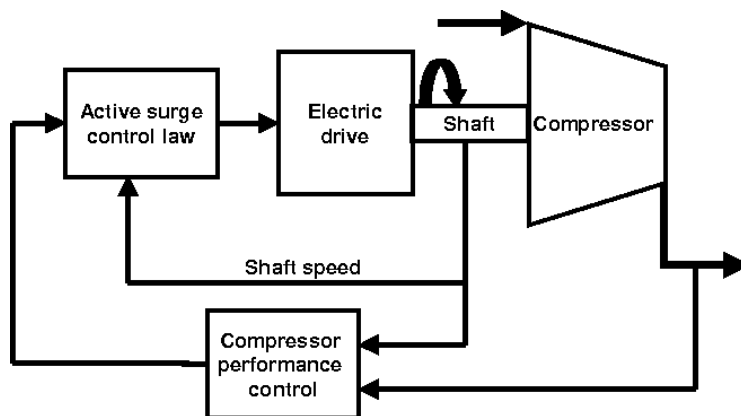 Active surge
control law
Electric
drive
Shaft
Compressor
Shaft speed
Compressor
performance
control